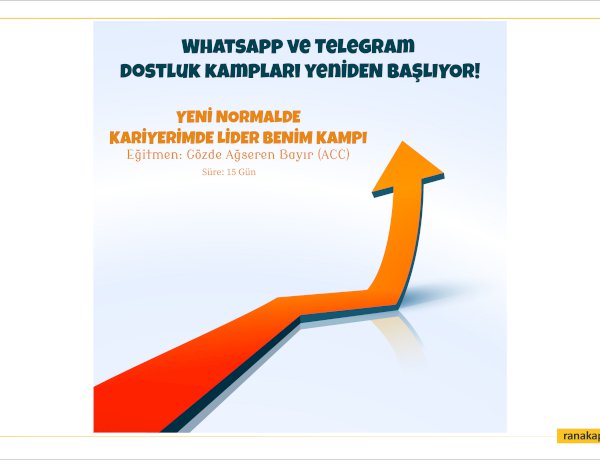 WHATSAPP VE TELEGRAM
DOSTLUK KAMPLARI YENİDEN BAŞLIYOR!
YENİ NORMALDE
KARİYERİMDE LİDER BENİM KAMPI
Eğitmen: Gözde Ağseren Bayır (ACC)
Süre: 15 Gün
ranakap